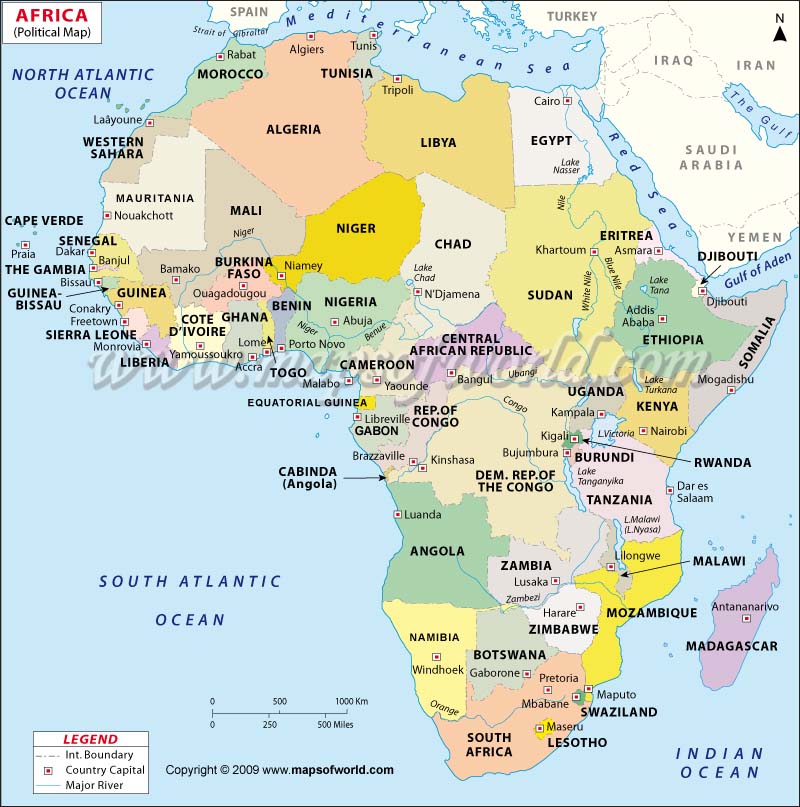 AFRICA
(Political Map)
SPAIN
Strait of Gibraltar
Mediterranean Sea
TURKEY
N
IRAQ
IRAN
The Gulf
SAUDI
ARABIA
Red Sea
YEMEN
Gulf of Aden
NORTH ATLANTIC
OCEAN
Rabat
MOROCCO
Algiers
ALGERIA
Tunis
TUNISIA
Tripoli
LIBYA
Cairo
EGYPT
Lake
Nasser
Nile
Laâyoune
WESTERN
SAHARA
MAURITANIA
Nouakchott
MALI
Niger
Bamako
NIGER
Niamey
CHAD
Lake
Chad
N'Djamena
SUDAN
Khartoum
White Nile
Blue Nile
ERITREA
Asmara
DJIBOUTI
Djibouti
Lake
Tana
Addis
Ababa
ETHIOPIA
SOMALIA
Mogadishu
CAPE VERDE
Praia
SENEGAL
Dakar
THE GAMBIA
Banjul
Bissau
GUINEA-
BISSAU
GUINEA
Conakry
Freetown
SIERRA LEONE
Monrovia
LIBERIA
COTE
D'IVOIRE
Yamoussoukro
BURKINA
FASO
Ouagadougou
GHANA
Accra
Lome
TOGO
BENIN
Porto Novo
NIGERIA
Abuja
Niger
Benue
CAMEROON
Yaounde
Malabo
EQUATORIAL GUINEA
CENTRAL
AFRICAN REPUBLIC
Bangui
Ubangi
www.mapsofworld.com
Libreville
GABON
REP.OF
CONGO
Brazzaville
Kinshasa
Congo
DEM. REP.OF
THE CONGO
CABINDA
(Angola)
UGANDA
Kampala
Lake
Turkana
KENYA
Nairobi
L.Victoria
Kigali
RWANDA
Bujumbura
BURUNDI
Lake
Tanganyika
TANZANIA
Dar es
Salaam
L.Malawi
(L.Nyasa)
Luanda
ANGOLA
ZAMBIA
Lusaka
Zambezi
Lilongwe
MALAWI
MOZAMBIQUE
Harare
ZIMBABWE
Antananarivo
MADAGASCAR
SOUTH ATLANTIC
OCEAN
NAMIBIA
Windhoek
BOTSWANA
Gaborone
Pretoria
Maputo
Mbabane
SWAZILAND
Orange
Maseru
LESOTHO
SOUTH
AFRICA
INDIAN
OCEAN
0 500 1000 Km
0 250 500 Miles
LEGEND
Int. Boundary
Country Capital
Major River
Copyright © 2009 www.mapsofworld.com